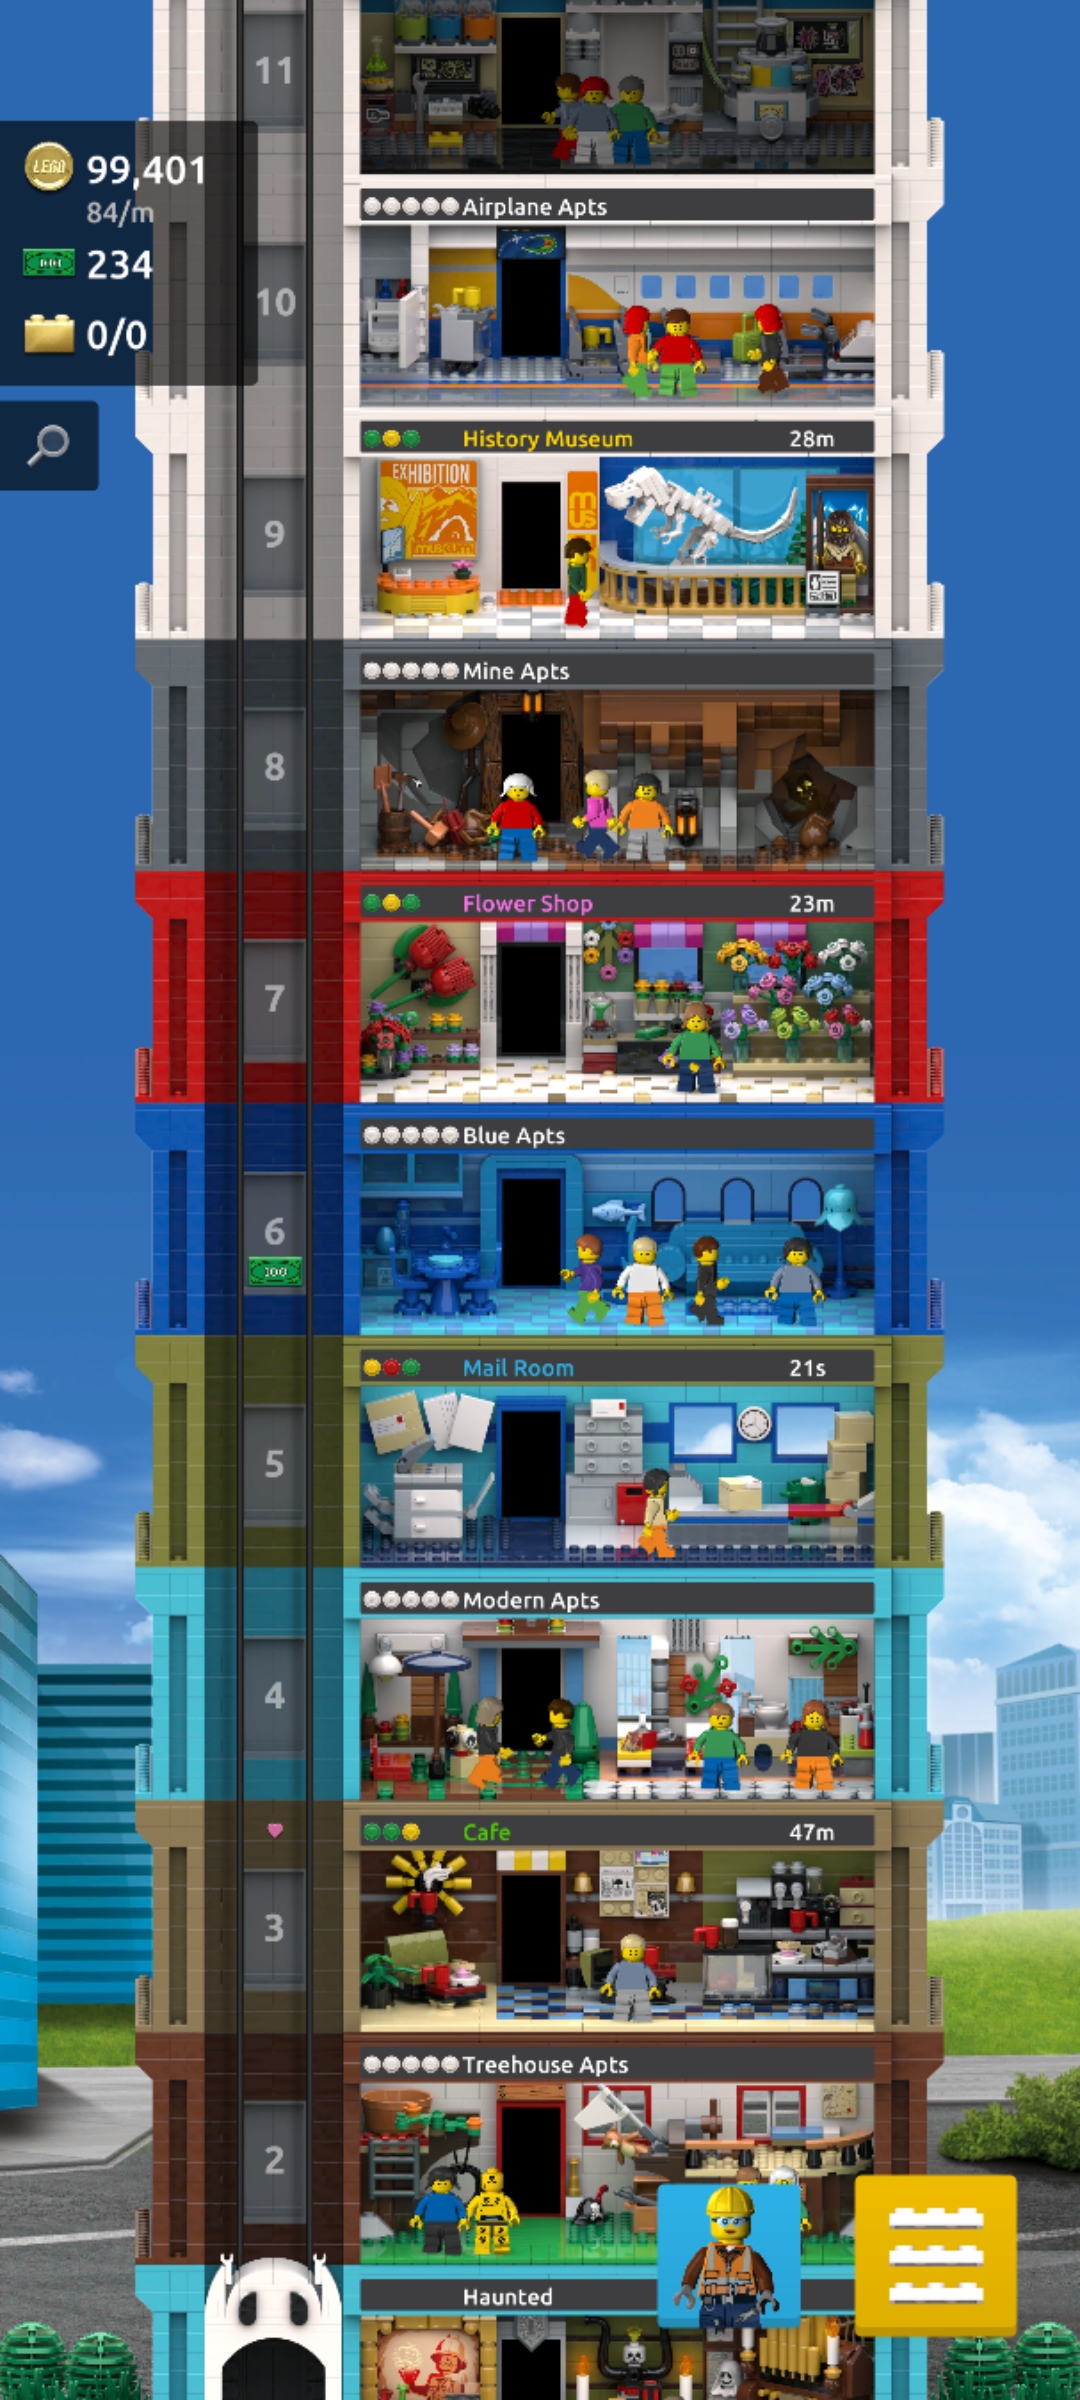 11
LEGO 99,401
84/m
234
0/0
Airplane Apts
10
History Museum 28m
EXHIBITION
museum
mu
9
Mine Apts
8
Flower Shop 23m
7
Blue Apts
6
Mail Room 21s
5
Modern Apts
4
Cafe 47m
3
Treehouse Apts
2
Haunted